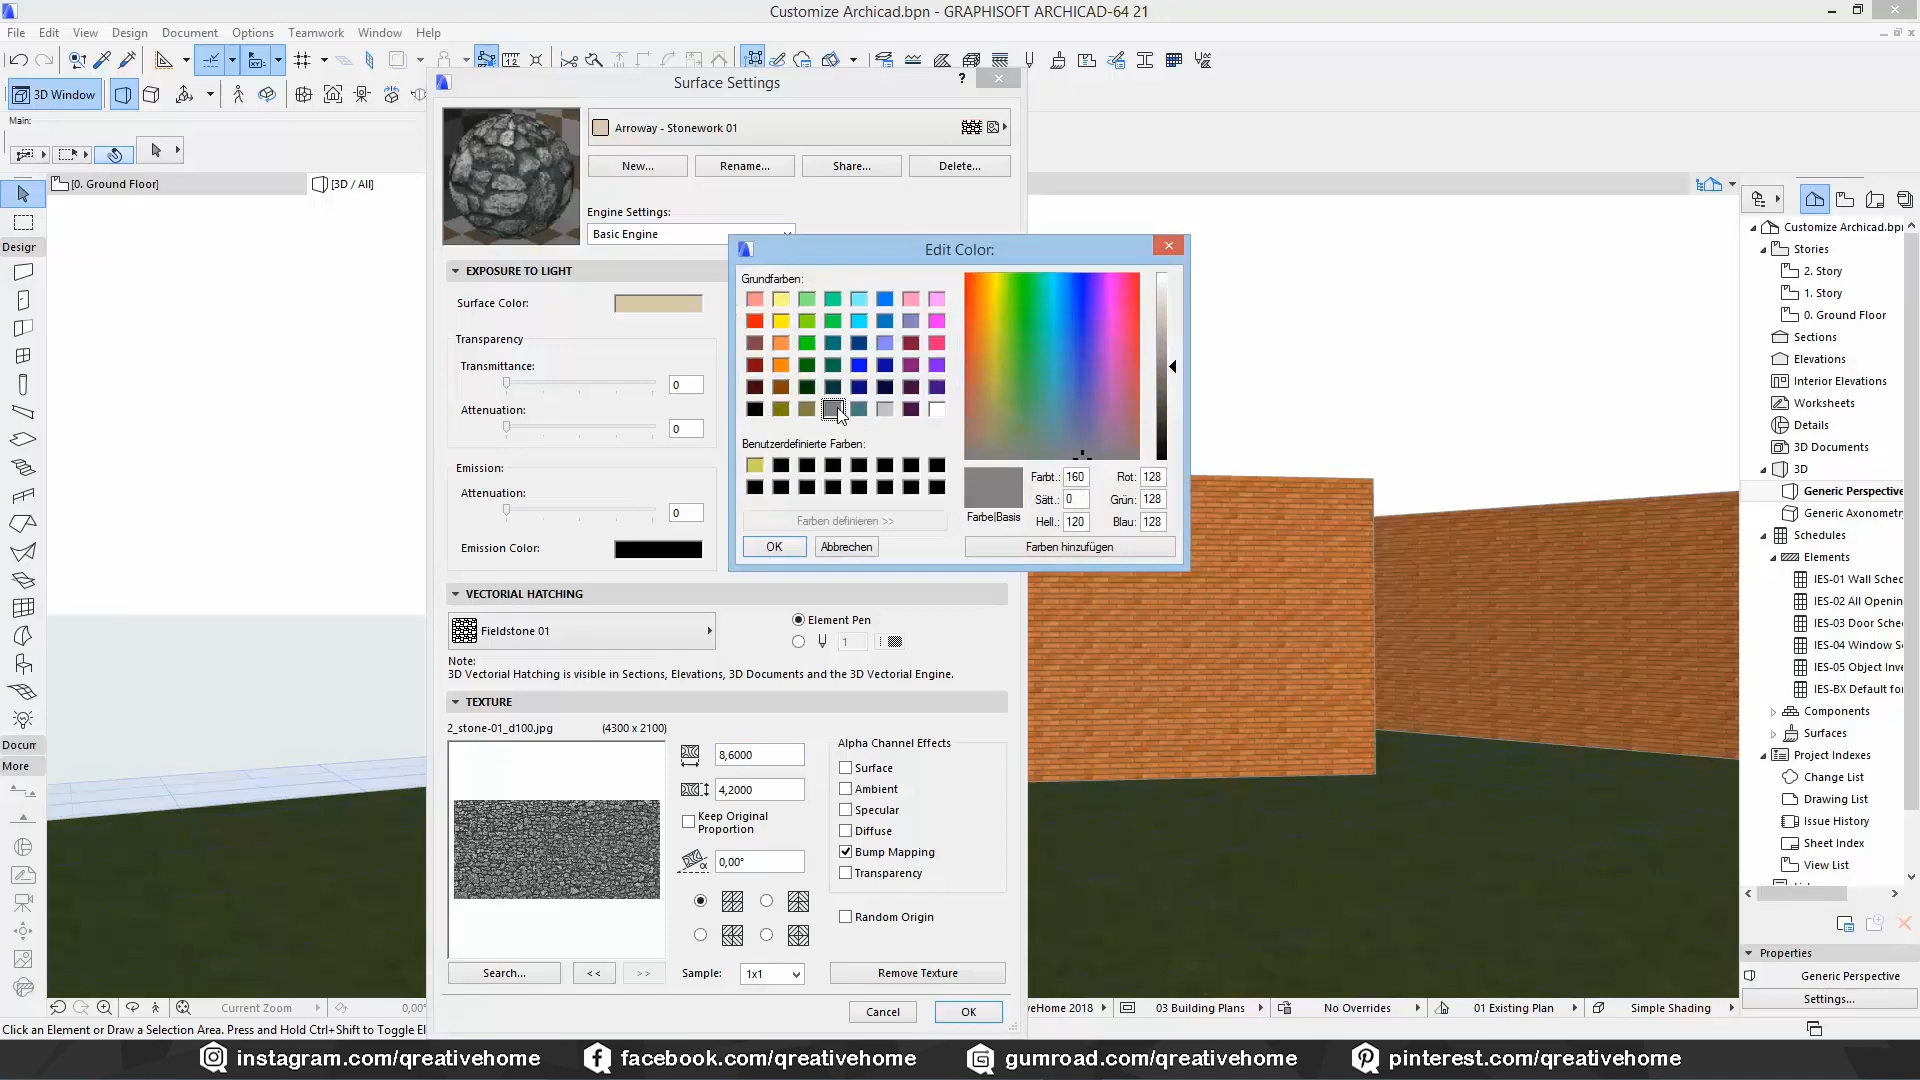 Customize Archicad.bpn - GRAPHISOFT ARCHICAD-64 21
File Edit View Design Document Options Teamwork Window Help
3D Window
Main:
[0. Ground Floor]
[3D / All]
Design
Docum
More
Surface Settings
?
Arroway - Stonework 01
New...
Rename...
Share...
Delete...
Engine Settings:
Basic Engine
EXPOSURE TO LIGHT
Surface Color:
Transparency
Transmittance:
0
Attenuation:
0
Emission:
Attenuation:
0
Emission Color:
VECTORIAL HATCHING
Fieldstone 01
Element Pen
1
Note:
3D Vectorial Hatching is visible in Sections, Elevations, 3D Documents and the 3D Vectorial Engine.
TEXTURE
2_stone-01_d100.jpg (4300 x 2100)
8,6000
4,2000
Keep Original
Proportion
0,00°
Alpha Channel Effects
Surface
Ambient
Specular
Diffuse
Bump Mapping
Transparency
Random Origin
Search...
<<
>>
Sample:
1x1
Remove Texture
Cancel
OK
Edit Color:
Grundfarben:
Benutzerdefinierte Farben:
Farben definieren >>
OK
Abbrechen
Farbe|Basis
Farbt.: 160
Sätt.: 0
Hell.: 120
Rot: 128
Grün: 128
Blau: 128
Farben hinzufügen
Customize Archicad.bpn
Stories
2. Story
1. Story
0. Ground Floor
Sections
Elevations
Interior Elevations
Worksheets
Details
3D Documents
3D
Generic Perspective
Generic Axonometr
Schedules
Elements
IES-01 Wall Sched
IES-02 All Opening
IES-03 Door Sche
IES-04 Window S
IES-05 Object Inve
IES-BX Default for
Components
Surfaces
Project Indexes
Change List
Drawing List
Issue History
Sheet Index
View List
Properties
Generic Perspective
Settings...
Current Zoom
0,00°
eHome 2018
03 Building Plans
No Overrides
01 Existing Plan
Simple Shading
Click an Element or Draw a Selection Area. Press and Hold Ctrl+Shift to Toggle El
instagram.com/qreativehome
facebook.com/qreativehome
gumroad.com/qreativehome
pinterest.com/qreativehome